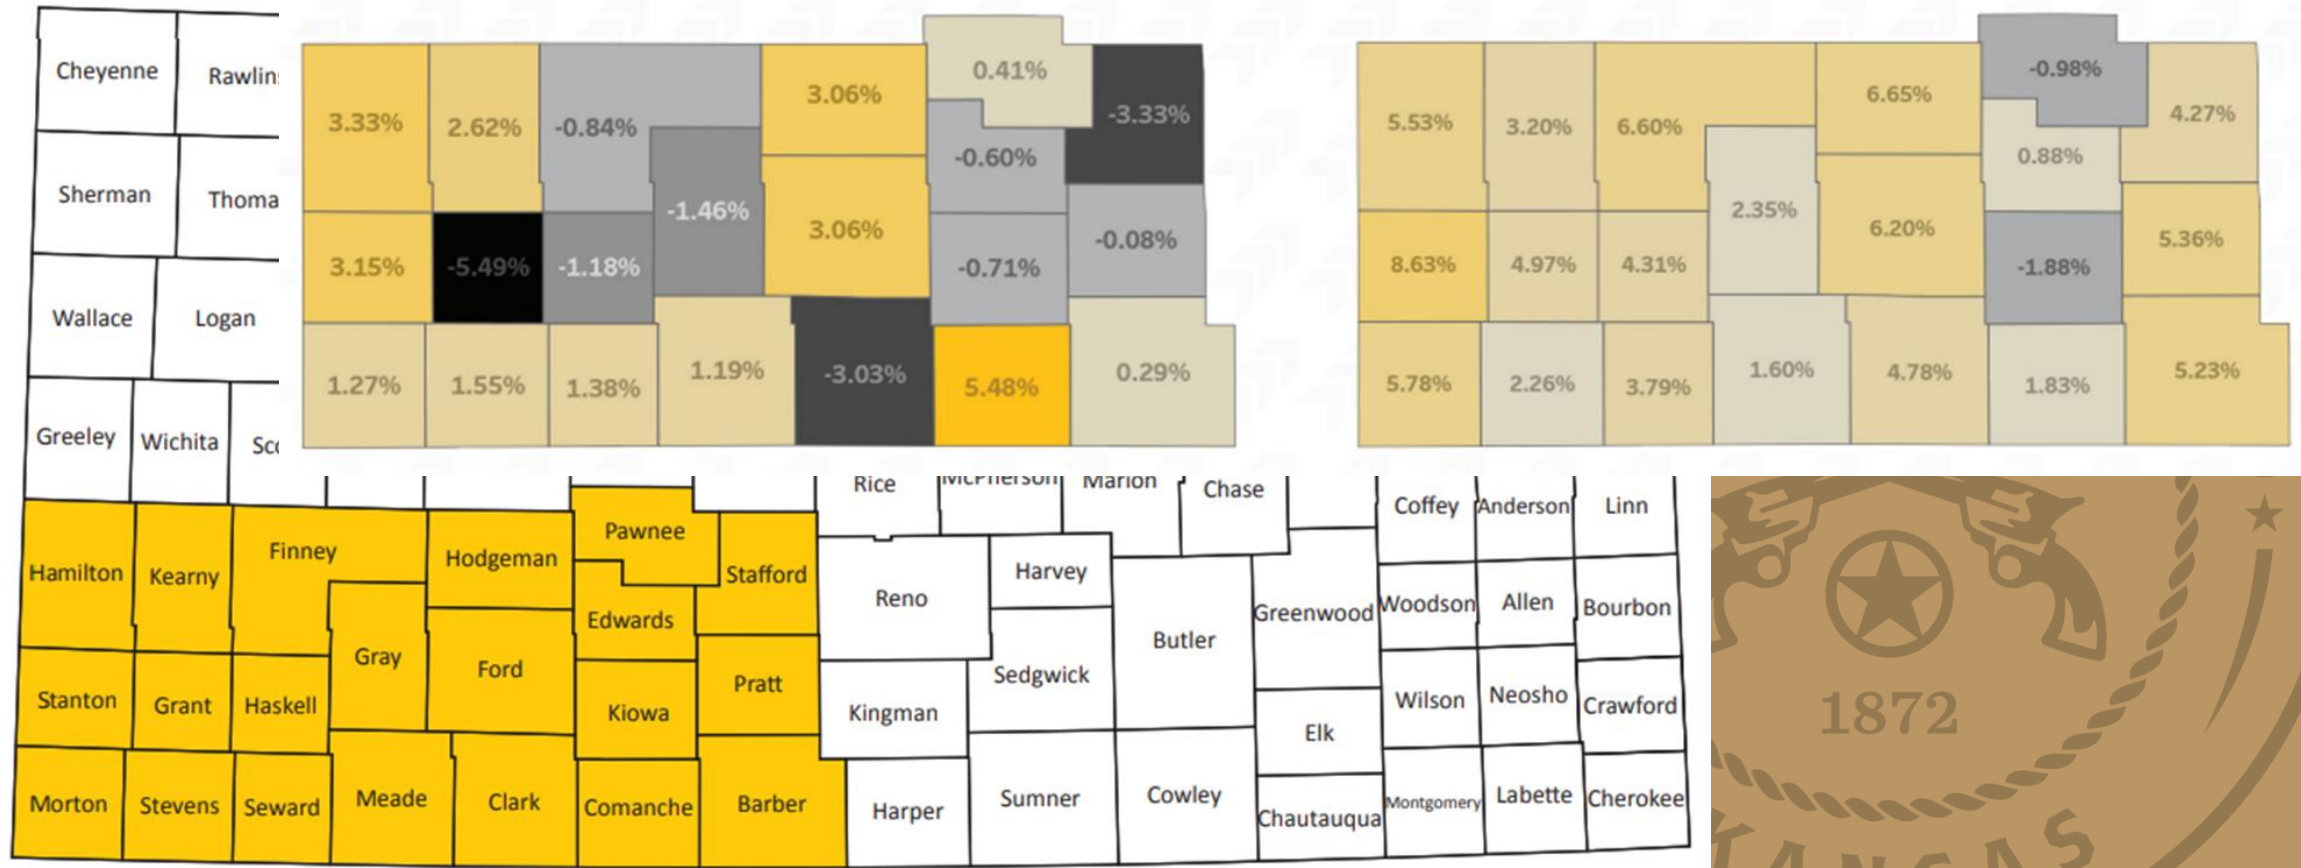 Cheyenne
Rawlin
Sherman
Thoma
Wallace
Logan
Greeley
Wichita
Sc
3.33%
2.62%
-0.84%
3.06%
0.41%
-3.33%
-0.60%
-1.46%
3.06%
-0.08%
3.15%
-5.49%
-1.18%
-0.71%
1.27%
1.55%
1.38%
1.19%
-3.03%
5.48%
0.29%
5.53%
3.20%
6.60%
6.65%
-0.98%
4.27%
0.88%
2.35%
6.20%
5.36%
8.63%
4.97%
4.31%
-1.88%
5.78%
2.26%
3.79%
1.60%
4.78%
1.83%
5.23%
Rice
McPherson
Marion
Chase
Coffey
Anderson
Linn
Hamilton
Kearny
Finney
Hodgeman
Pawnee
Stafford
Edwards
Reno
Harvey
Butler
Greenwood
Woodson
Allen
Bourbon
Stanton
Grant
Haskell
Gray
Ford
Kiowa
Pratt
Kingman
Sedgwick
Elk
Wilson
Neosho
Crawford
Morton
Stevens
Seward
Meade
Clark
Comanche
Barber
Harper
Sumner
Cowley
Chautauqua
Montgomery
Labette
Cherokee
1872
KANSAS